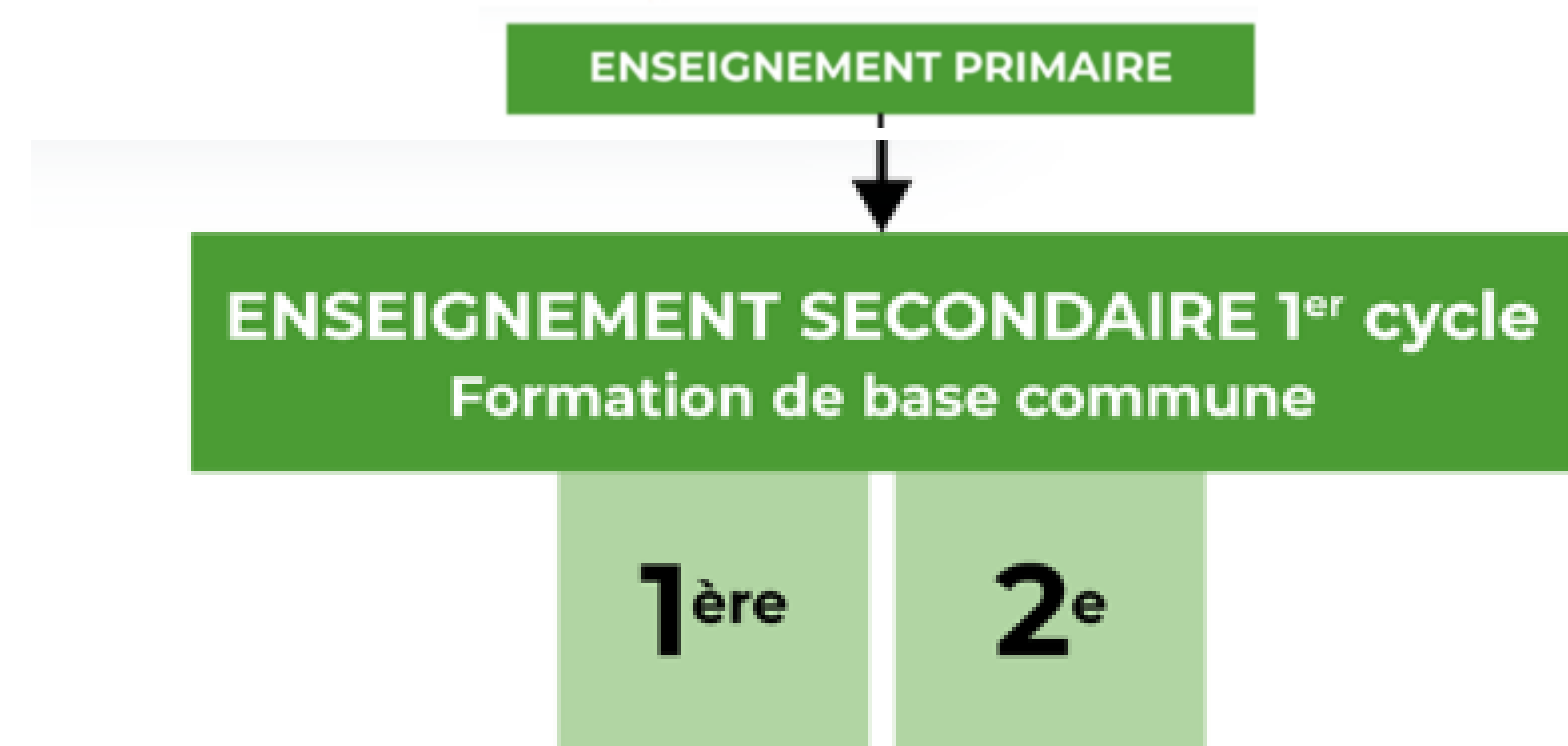 ENSEIGNEMENT PRIMAIRE
ENSEIGNEMENT SECONDAIRE 1er cycle
Formation de base commune
1ère 2e